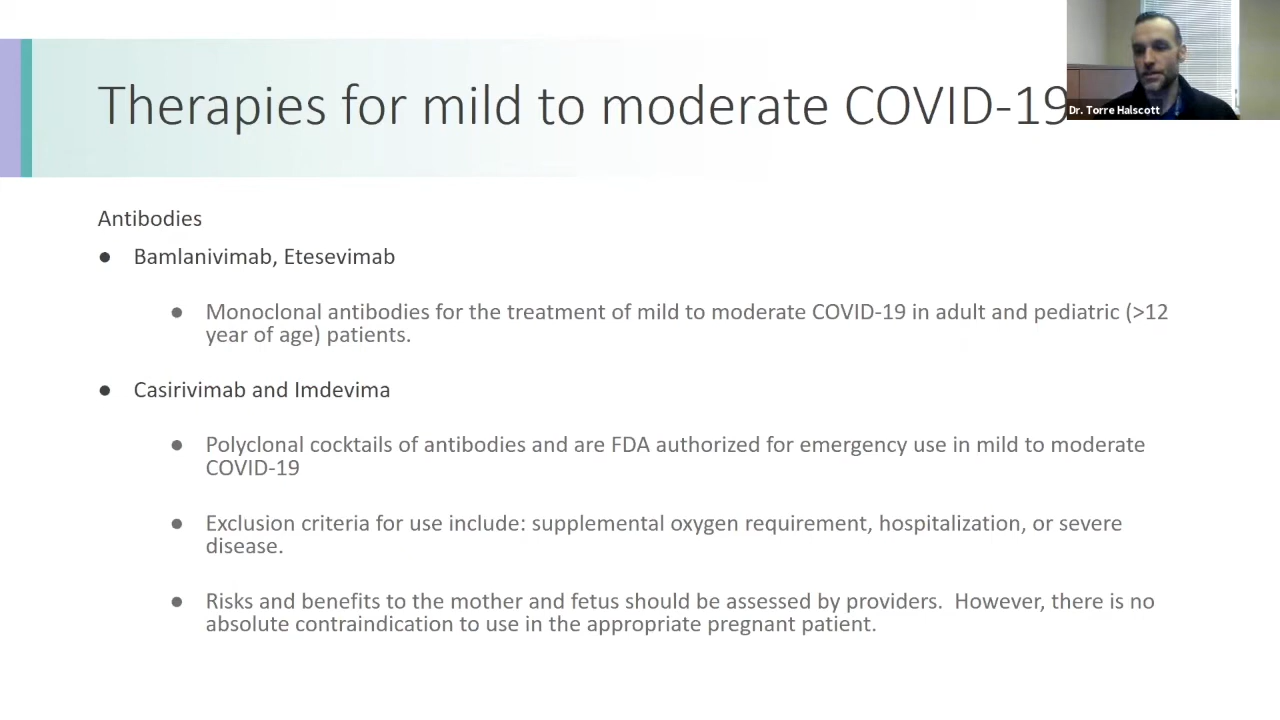 Therapies for mild to moderate COVID-19
Dr. Torre Halscott
Antibodies
● Bamlanivimab, Etesevimab
● Monoclonal antibodies for the treatment of mild to moderate COVID-19 in adult and pediatric (>12
year of age) patients.
● Casirivimab and Imdevima
● Polyclonal cocktails of antibodies and are FDA authorized for emergency use in mild to moderate
COVID-19
● Exclusion criteria for use include: supplemental oxygen requirement, hospitalization, or severe
disease.
● Risks and benefits to the mother and fetus should be assessed by providers.  However, there is no
absolute contraindication to use in the appropriate pregnant patient.